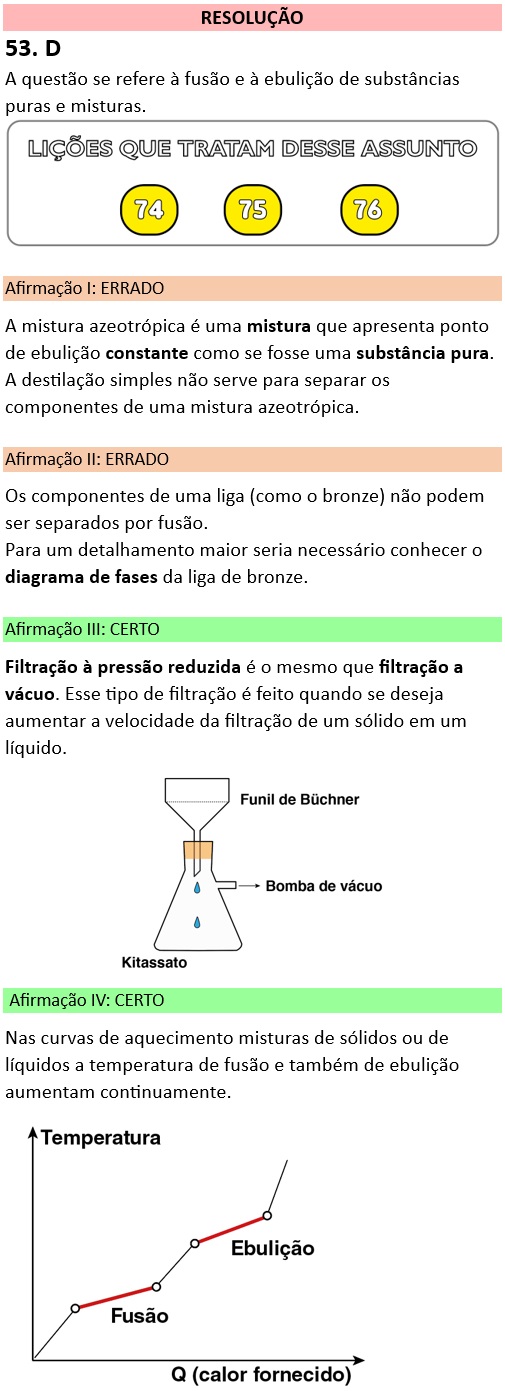 RESOLUÇÃO
53. D
A questão se refere à fusão e à ebulição de substâncias
puras e misturas.
LIÇÕES QUE TRATAM DESSE ASSUNTO
74 75 76
Afirmação I: ERRADO
A mistura azeotrópica é uma mistura que apresenta ponto
de ebulição constante como se fosse uma substância pura.
A destilação simples não serve para separar os
componentes de uma mistura azeotrópica.
Afirmação II: ERRADO
Os componentes de uma liga (como o bronze) não podem
ser separados por fusão.
Para um detalhamento maior seria necessário conhecer o
diagrama de fases da liga de bronze.
Afirmação III: CERTO
Filtração à pressão reduzida é o mesmo que filtração a
vácuo. Esse tipo de filtração é feito quando se deseja
aumentar a velocidade da filtração de um sólido em um
líquido.
Funil de Büchner
Bomba de vácuo
Kitassato
Afirmação IV: CERTO
Nas curvas de aquecimento misturas de sólidos ou de
líquidos a temperatura de fusão e também de ebulição
aumentam continuamente.
Temperatura
Ebulição
Fusão
Q (calor fornecido)